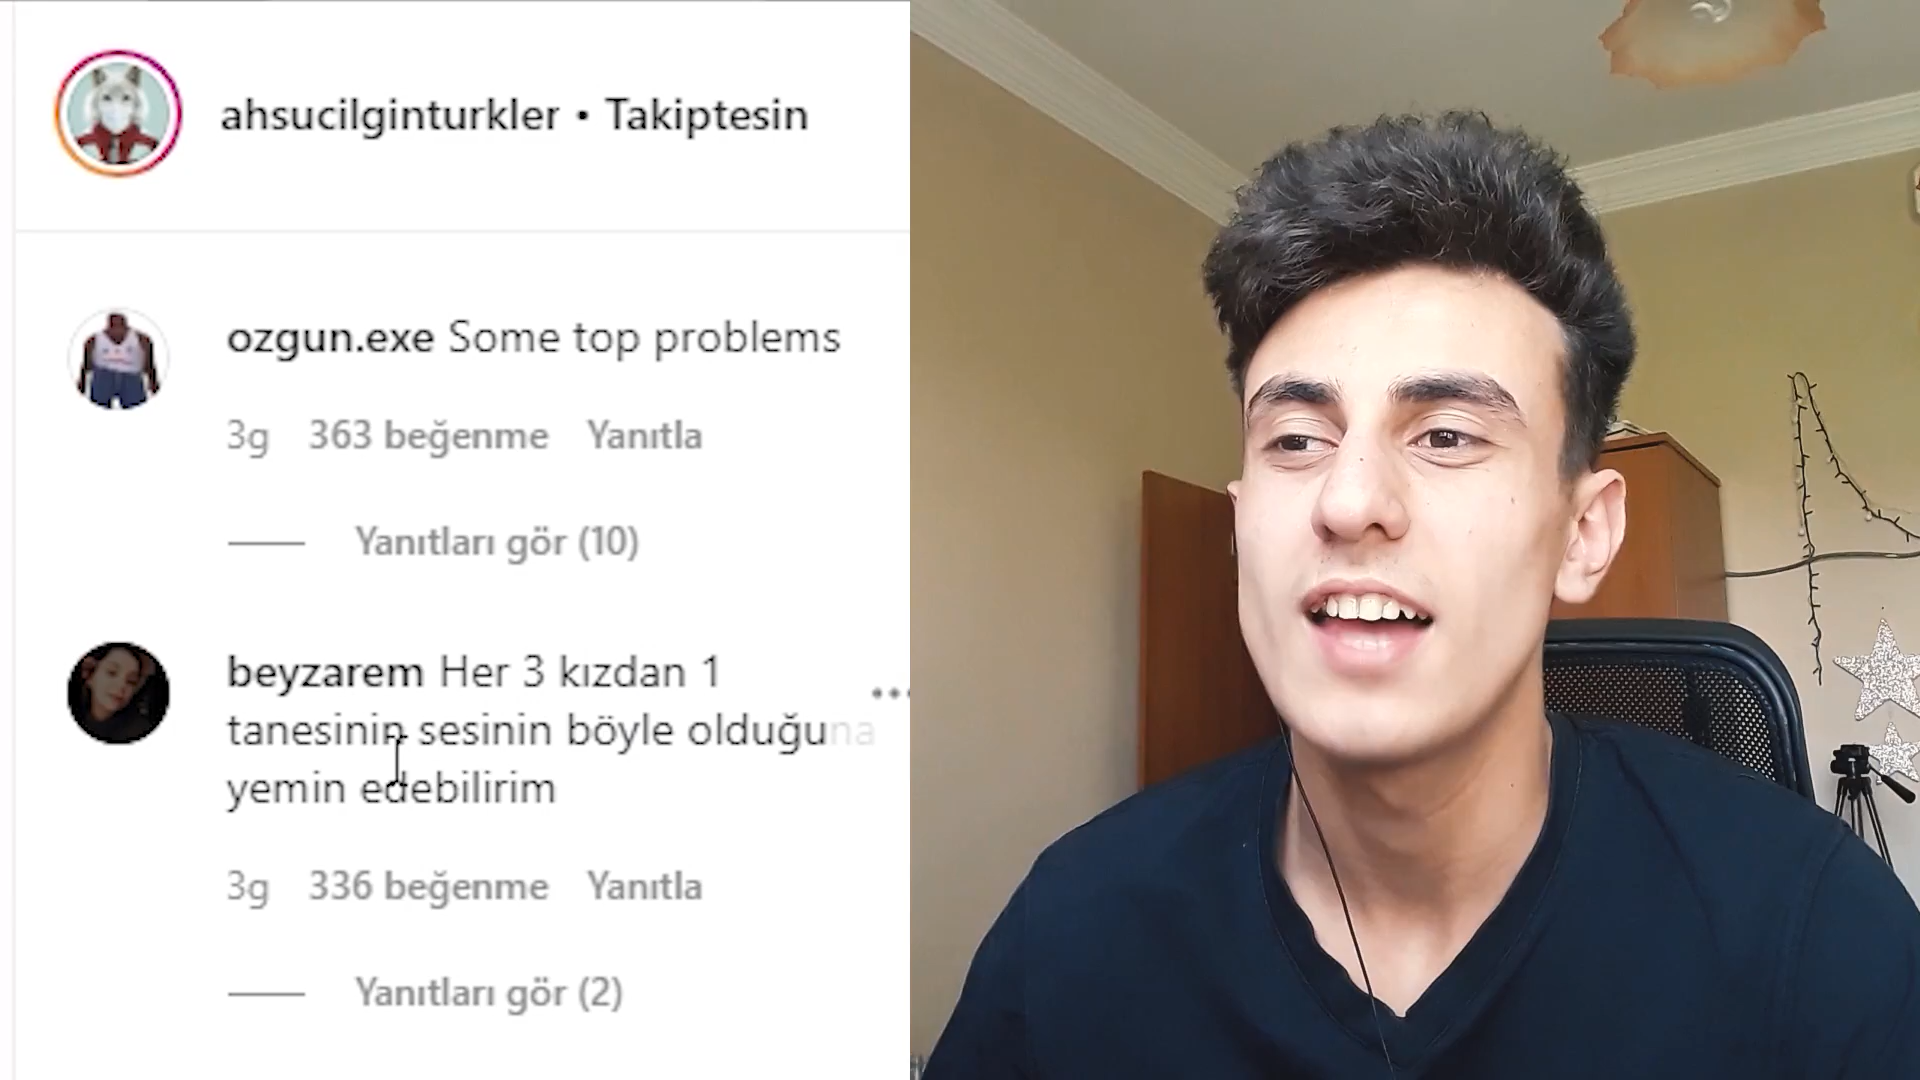 ahsucilginturkler • Takiptesin
ozgun.exe Some top problems
3g 363 beğenme Yanıtla
Yanıtları gör (10)
beyzarem Her 3 kızdan 1
tanesinin sesinin böyle olduğuna
yemin edebilirim
3g 336 beğenme Yanıtla
Yanıtları gör (2)